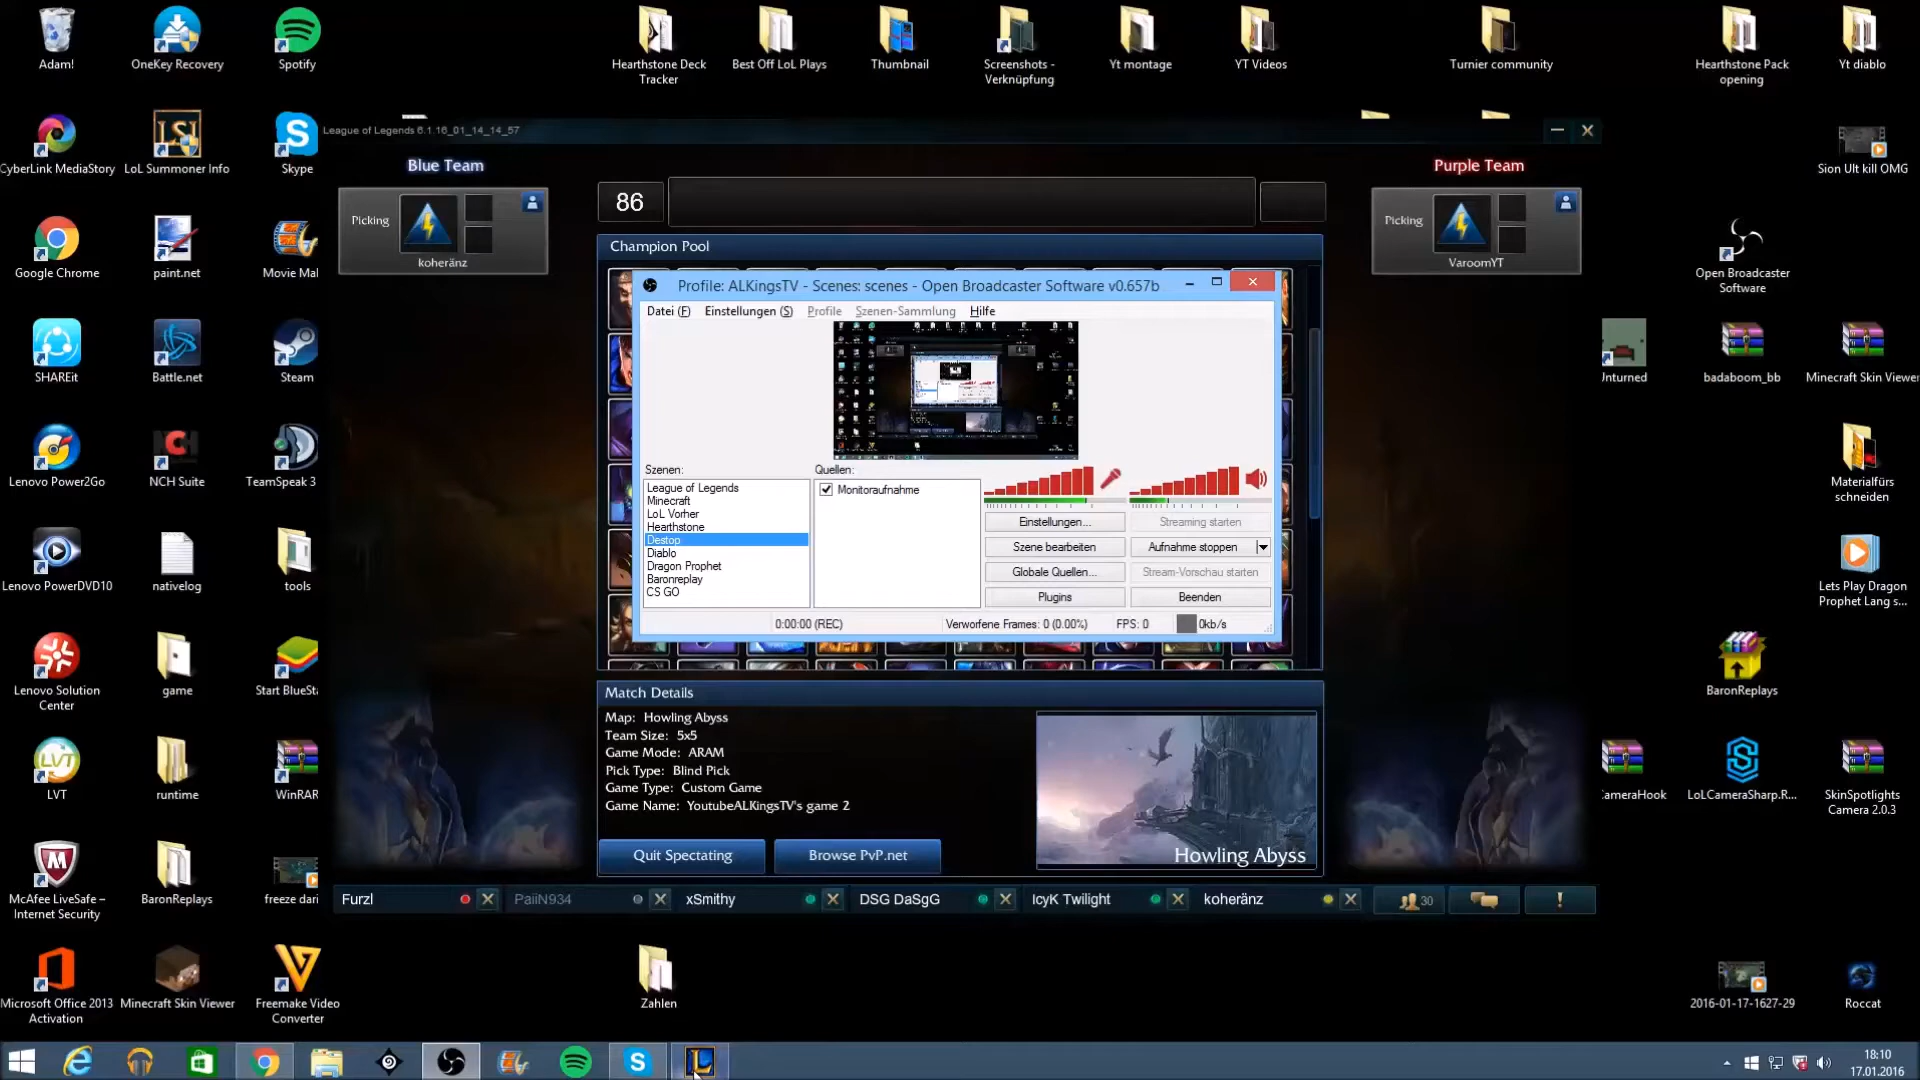 Adam!
OneKey Recovery
Spotify
Hearthstone Deck
Tracker
Best Off LoL Plays
Thumbnail
Screenshots -
Verknüpfung
Yt montage
YT Videos
Turnier community
Hearthstone Pack
opening
Yt diablo
CyberLink MediaStory
LoL Summoner Info
Skype
Sion Ult kill OMG
League of Legends 6.1.16_01_14_14_57
Blue Team
Purple Team
Picking
koheränz
86
Picking
VaroomYT
Champion Pool
Google Chrome
paint.net
Movie Mal
Open Broadcaster
Software
Profile: ALKingsTV - Scenes: scenes - Open Broadcaster Software v0.657b
Datei (F)
Einstellungen (S)
Profile
Szenen-Sammlung
Hilfe
SHAREit
Battle.net
Steam
Unturned
badaboom_bb
Minecraft Skin Viewer
Szenen:
Quellen:
League of Legends
Minecraft
LoL Vorher
Hearthstone
Destop
Diablo
Dragon Prophet
Baronreplay
CS GO
Monitoraufnahme
Einstellungen...
Streaming starten
Szene bearbeiten
Aufnahme stoppen
Globale Quellen...
Stream-Vorschau starten
Plugins
Beenden
0:00:00 (REC)
Verworfene Frames: 0 (0.00%)
FPS: 0
0kb/s
Lenovo Power2Go
NCH
NCH Suite
TeamSpeak 3
Materialfürs
schneiden
Lenovo PowerDVD10
nativelog
tools
Lets Play Dragon
Prophet Lang s...
Lenovo Solution
Center
game
Start BlueSta
BaronReplays
Match Details
Map: Howling Abyss
Team Size: 5x5
Game Mode: ARAM
Pick Type: Blind Pick
Game Type: Custom Game
Game Name: YoutubeALKingsTV's game 2
Howling Abyss
Quit Spectating
Browse PvP.net
LVT
LVT
runtime
WinRAR
CameraHook
LoLCameraSharp.R...
SkinSpotlights
Camera 2.0.3
McAfee LiveSafe –
Internet Security
BaronReplays
freeze dari
Furzl
PaiiN934
xSmithy
DSG DaSgG
IcyK Twilight
koheränz
30
!
Microsoft Office 2013
Activation
Minecraft Skin Viewer
Freemake Video
Converter
Zahlen
2016-01-17-1627-29
Roccat
18:10
17.01.2016